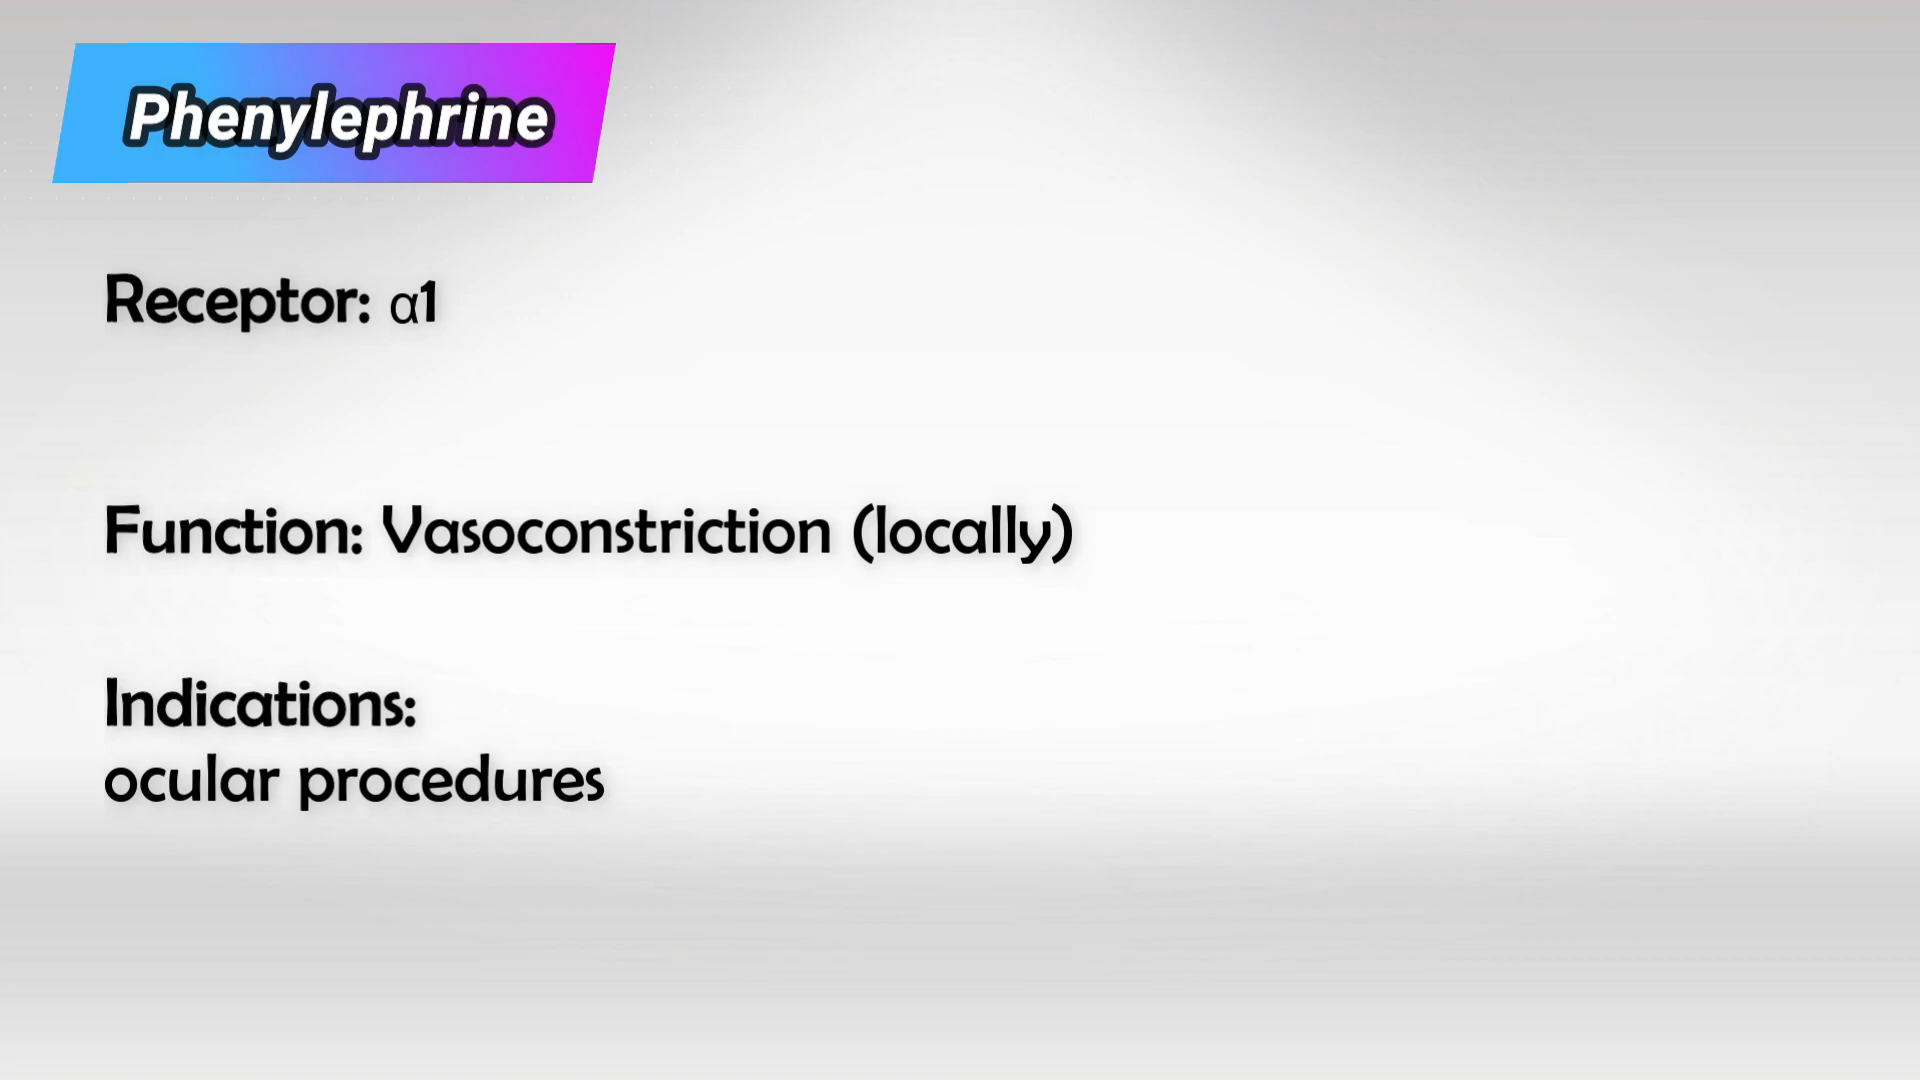 Phenylephrine
Receptor: α1
Function: Vasoconstriction (locally)
Indications:
ocular procedures